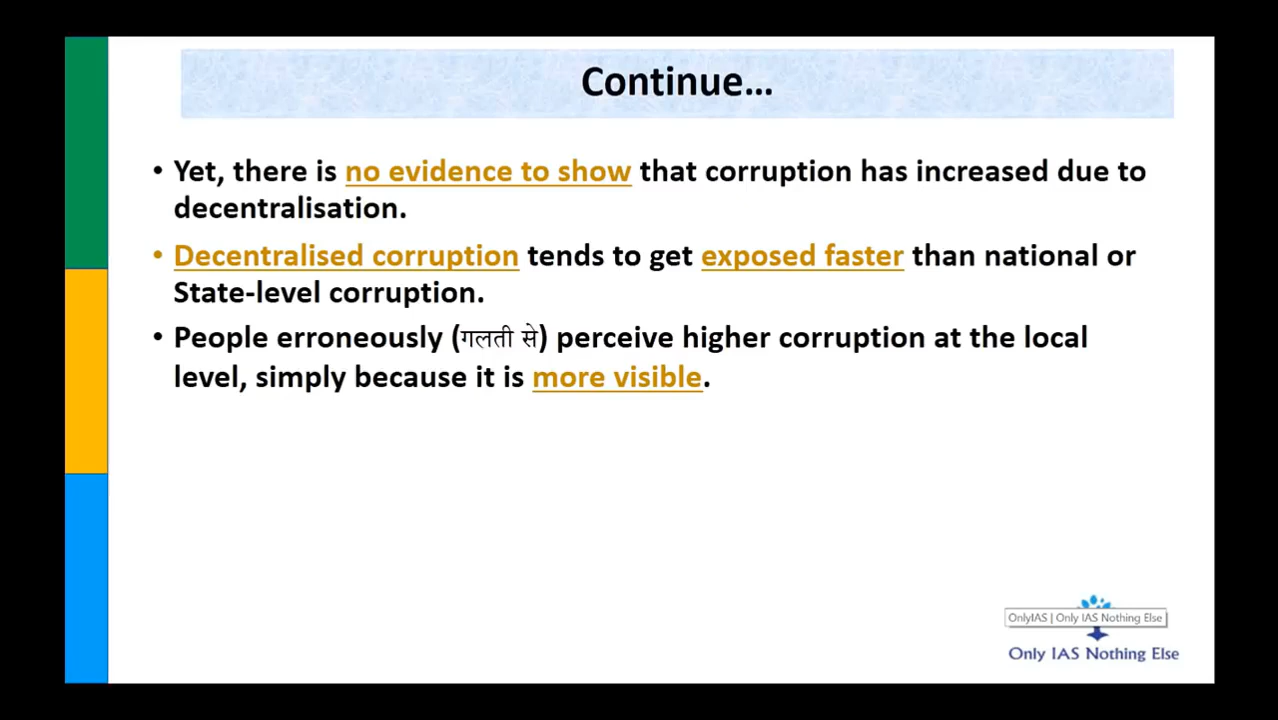 Continue…
• Yet, there is no evidence to show that corruption has increased due to
decentralisation.
• Decentralised corruption tends to get exposed faster than national or
State-level corruption.
• People erroneously (गलती से) perceive higher corruption at the local
level, simply because it is more visible.
OnlyIAS | Only IAS Nothing Else
Only IAS Nothing Else